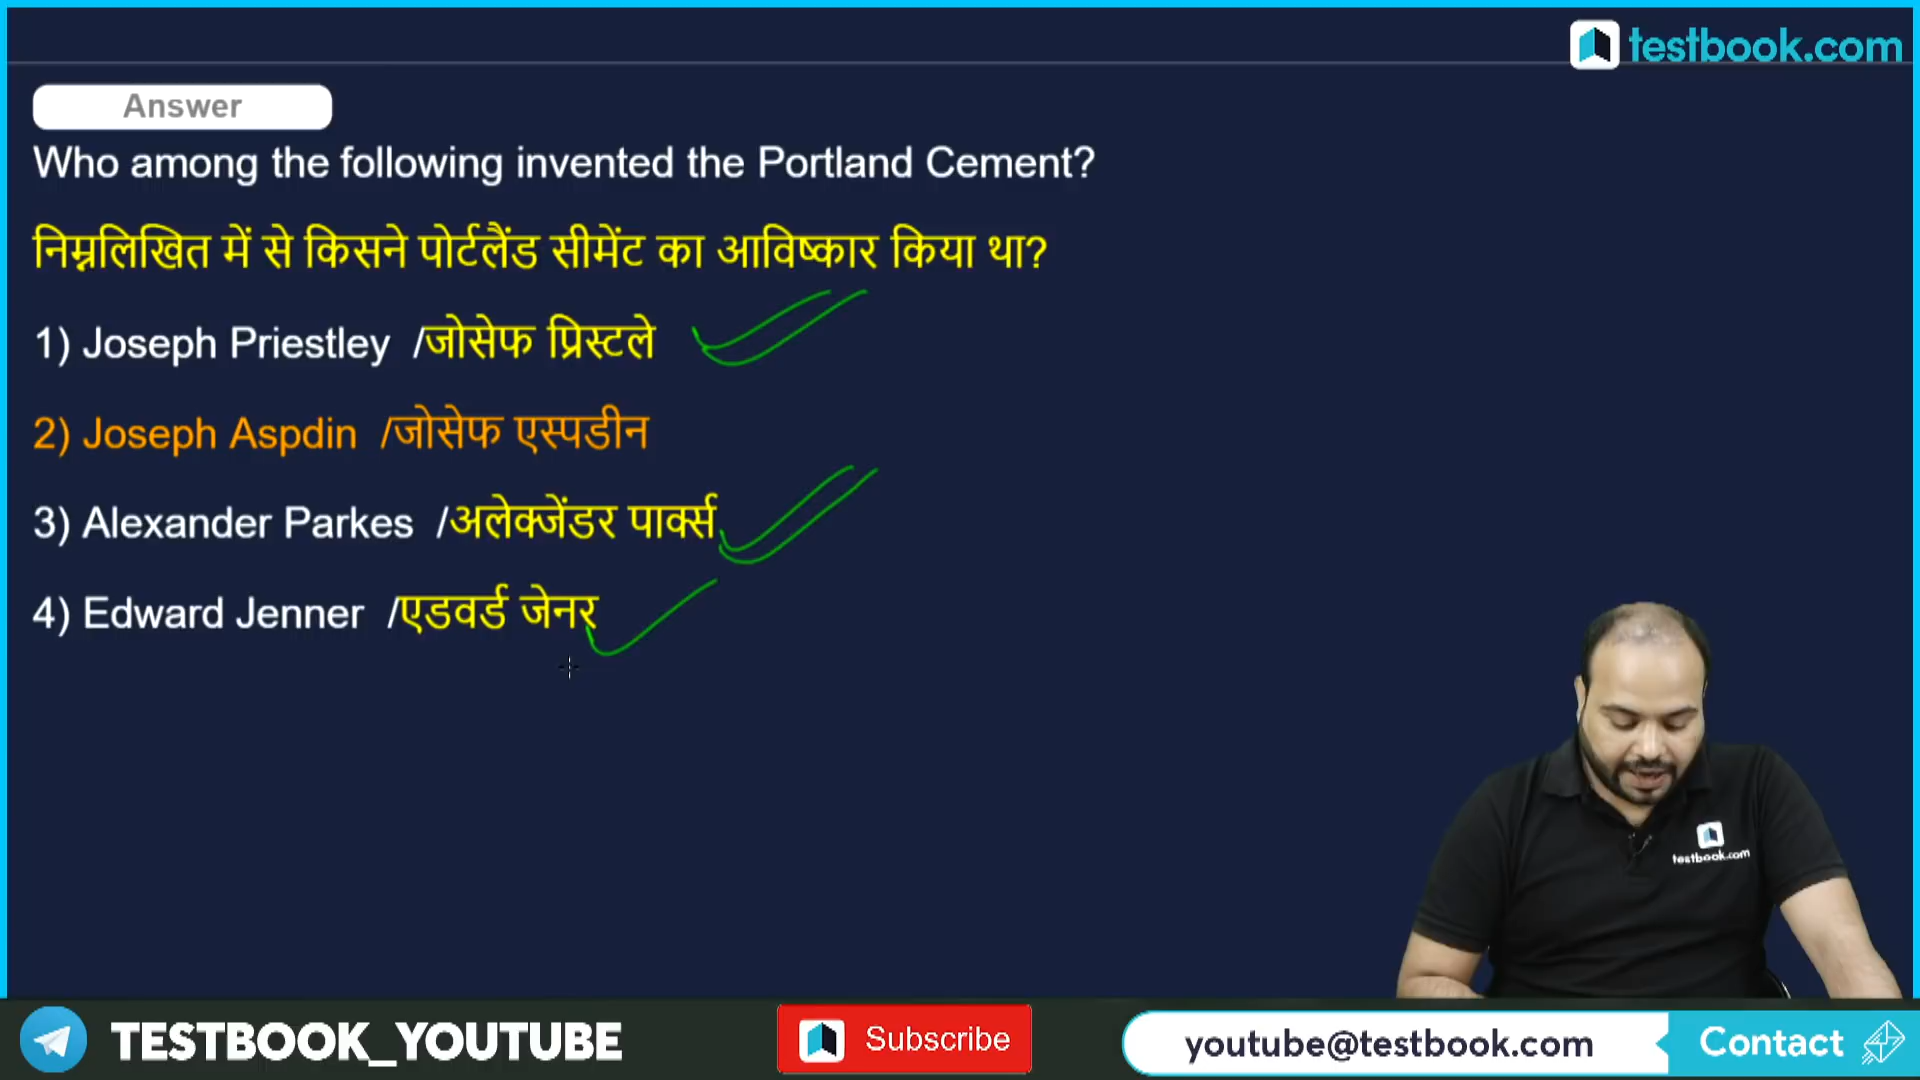 testbook.com
Answer
Who among the following invented the Portland Cement?
निम्नलिखित में से किसने पोर्टलैंड सीमेंट का आविष्कार किया था?
1) Joseph Priestley /जोसेफ प्रिस्टले
2) Joseph Aspdin /जोसेफ एस्पडीन
3) Alexander Parkes /अलेक्जेंडर पार्क्स
4) Edward Jenner /एडवर्ड जेनर
testbook.com
TESTBOOK_YOUTUBE
Subscribe
youtube@testbook.com
Contact